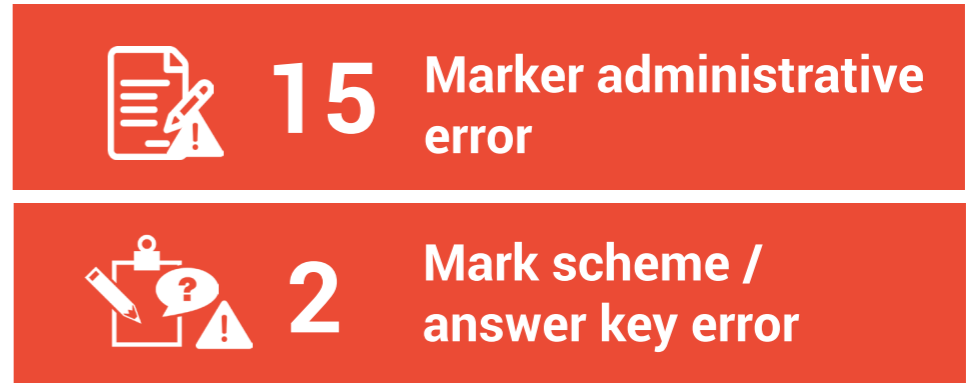 15
Marker administrative
error
2
Mark scheme /
answer key error